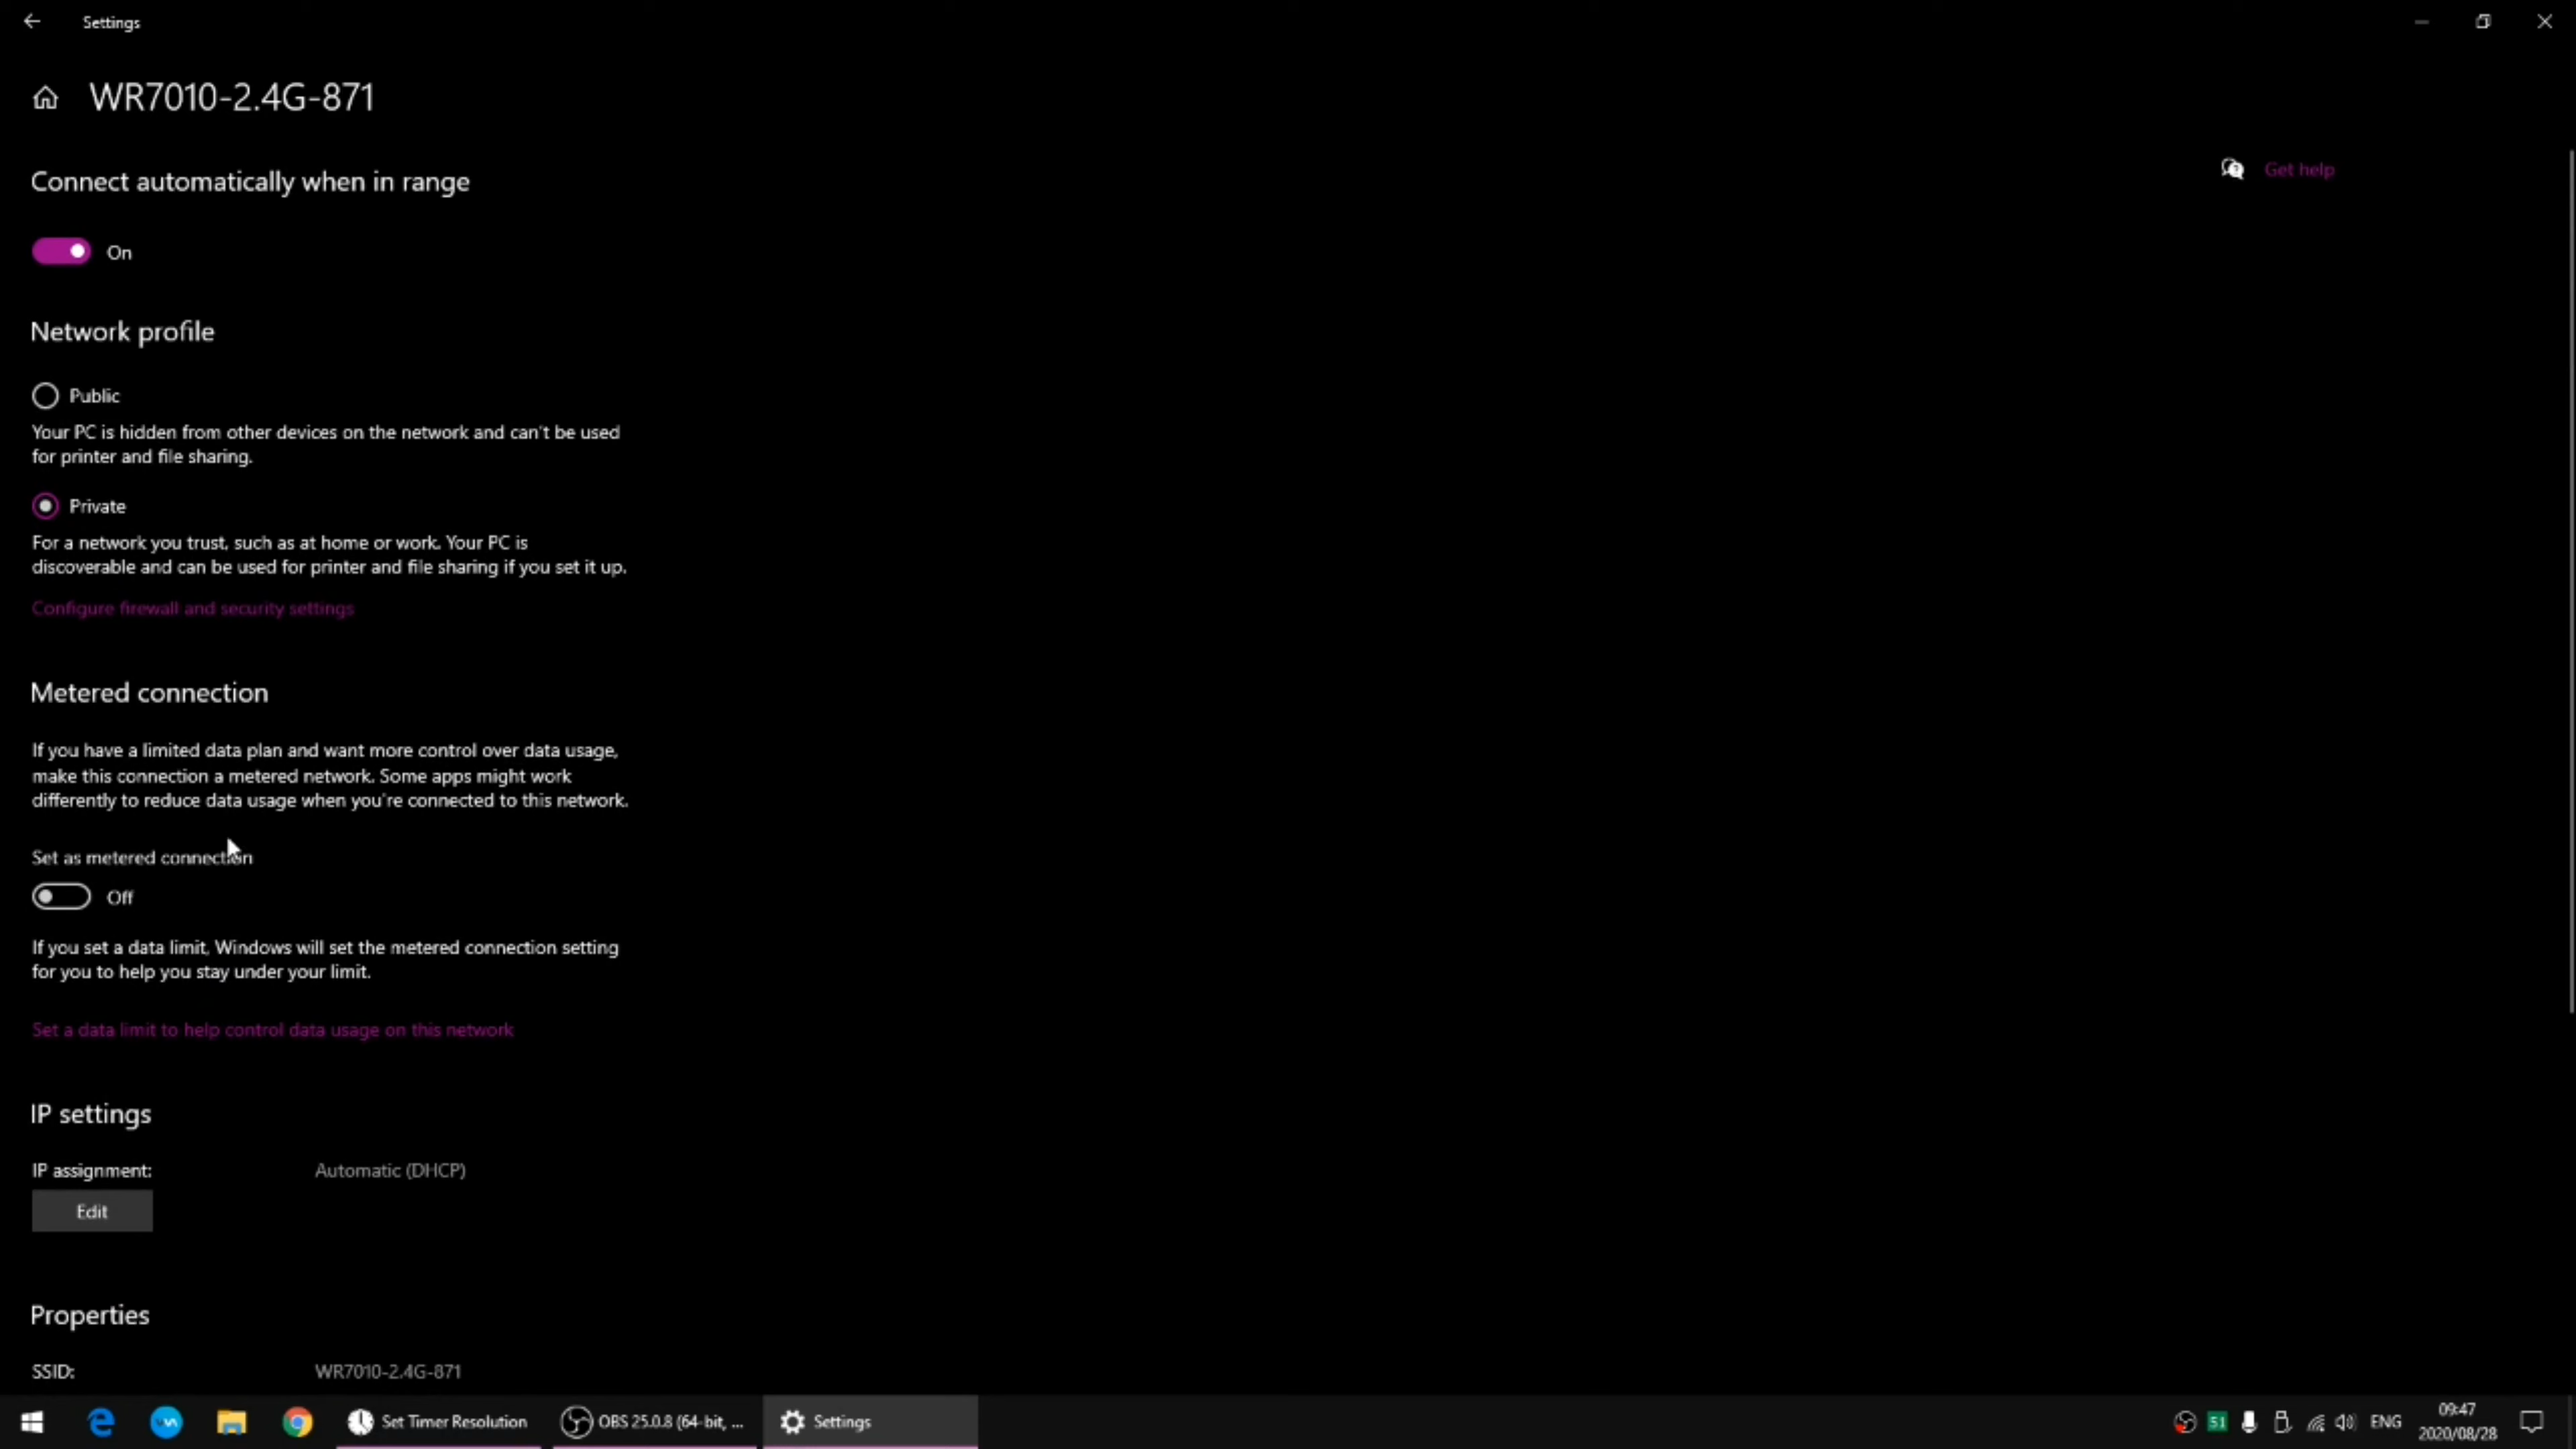 Settings
WR7010-2.4G-871
Connect automatically when in range
Get help
On
Network profile
Public
Your PC is hidden from other devices on the network and can't be used
for printer and file sharing.
Private
For a network you trust, such as at home or work. Your PC is
discoverable and can be used for printer and file sharing if you set it up.
Configure firewall and security settings
Metered connection
If you have a limited data plan and want more control over data usage,
make this connection a metered network. Some apps might work
differently to reduce data usage when you're connected to this network.
Set as metered connection
Off
If you set a data limit, Windows will set the metered connection setting
for you to help you stay under your limit.
Set a data limit to help control data usage on this network
IP settings
IP assignment: Automatic (DHCP)
Edit
Properties
SSID: WR7010-2.4G-871
Set Timer Resolution OBS 25.0.8 (64-bit, ... Settings 51 ENG 09:47
2020/08/28